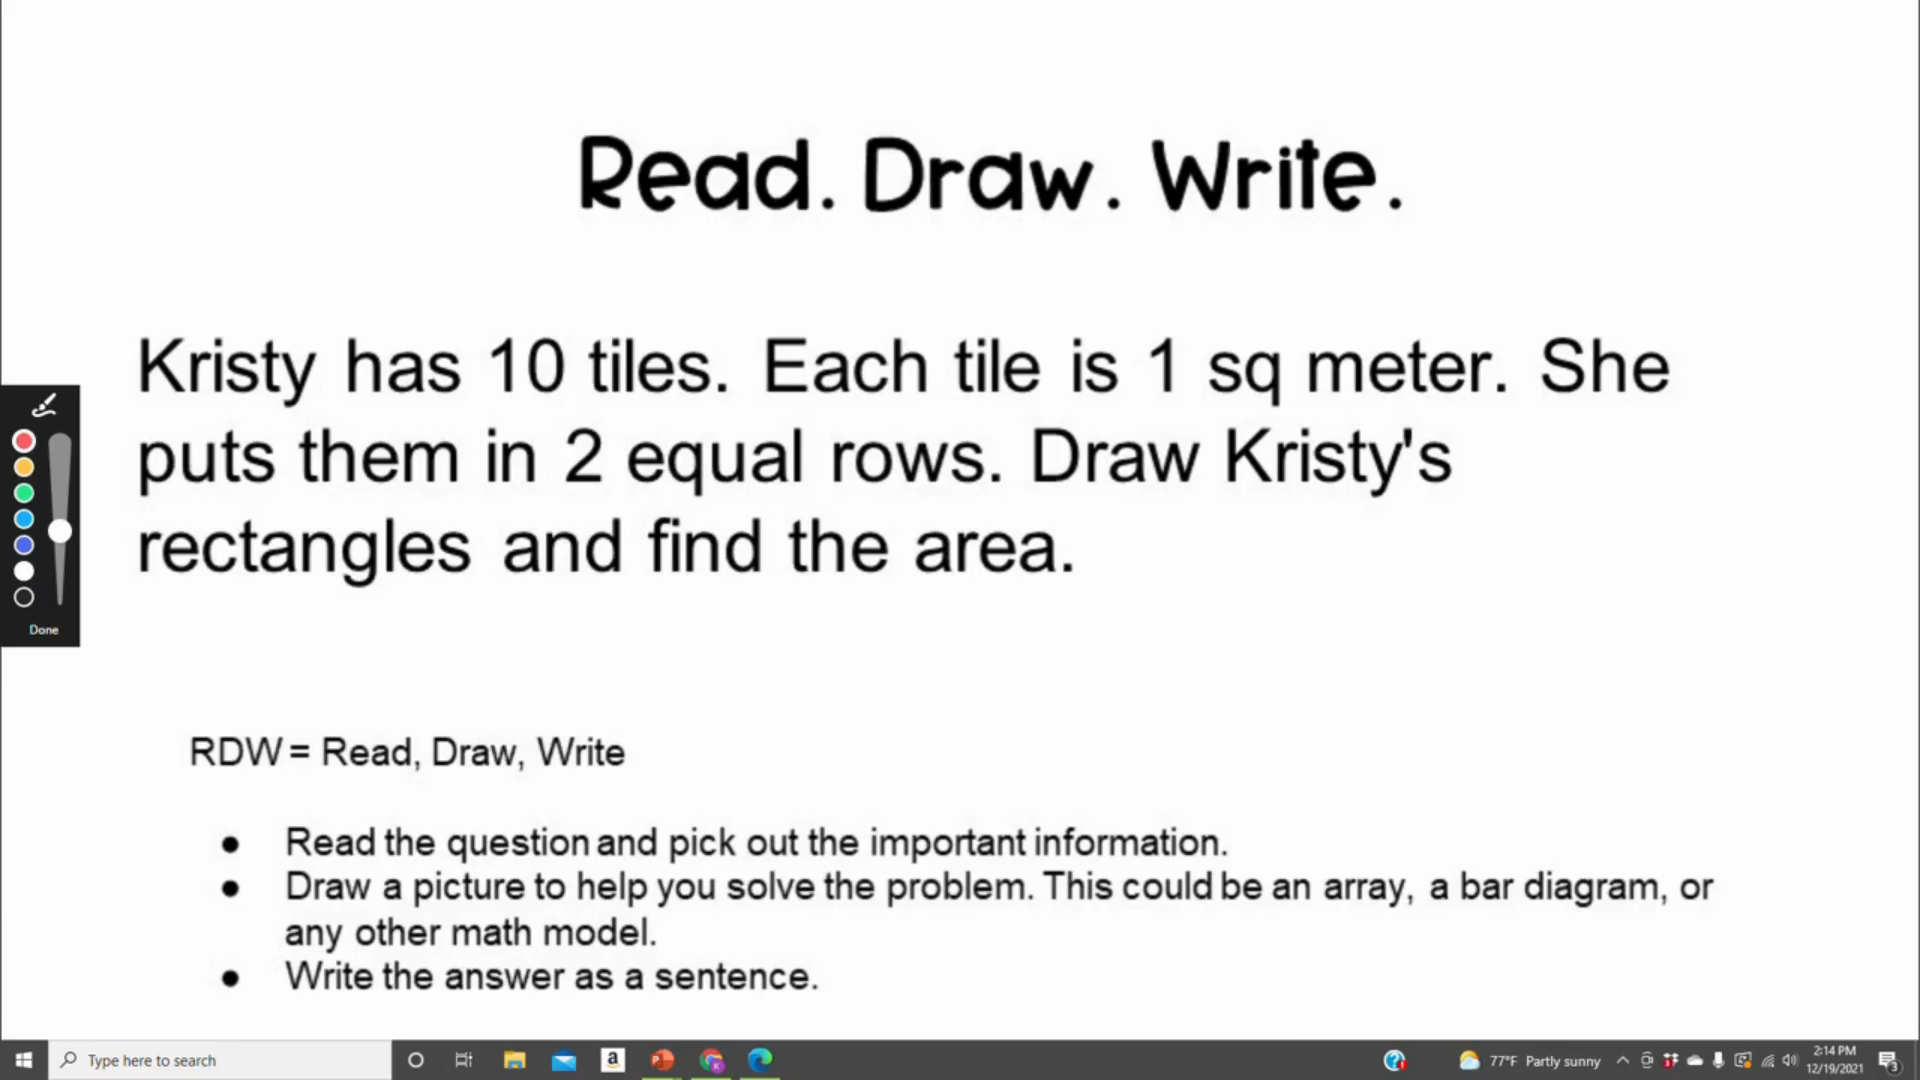 Read. Draw. Write.
Kristy has 10 tiles. Each tile is 1 sq meter. She
puts them in 2 equal rows. Draw Kristy's
rectangles and find the area.
Done
RDW = Read, Draw, Write
● Read the question and pick out the important information.
● Draw a picture to help you solve the problem. This could be an array, a bar diagram, or
any other math model.
● Write the answer as a sentence.
Type here to search
a
77°F Partly sunny
2:14 PM
12/19/2021
3